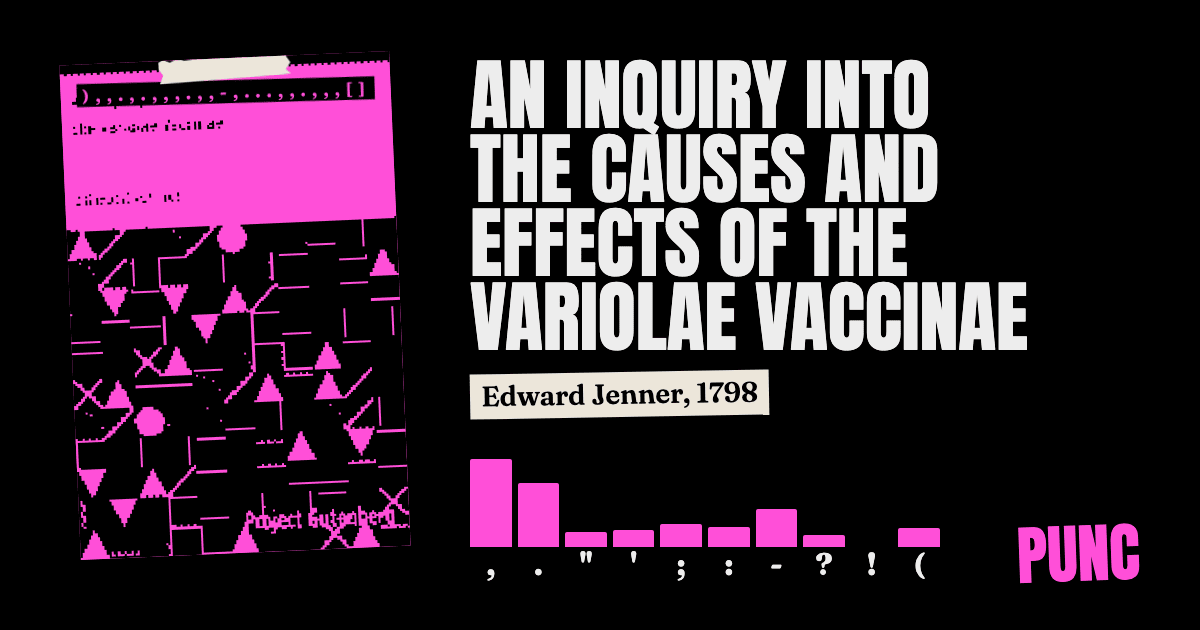 ) , , . , . , , , . , , - , . . . , , . , , , [ ]
Project Gutenberg
AN INQUIRY INTO
THE CAUSES AND
EFFECTS OF THE
VARIOLAE VACCINAE
Edward Jenner, 1798
, . " ' ; : - ? ! (
PUNC